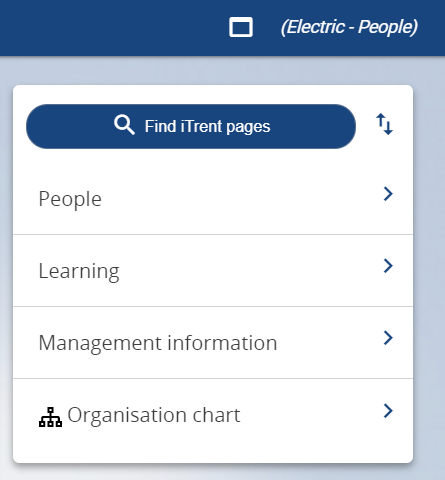 (Electric - People)
Find iTrent pages
People
Learning
Management information
Organisation chart